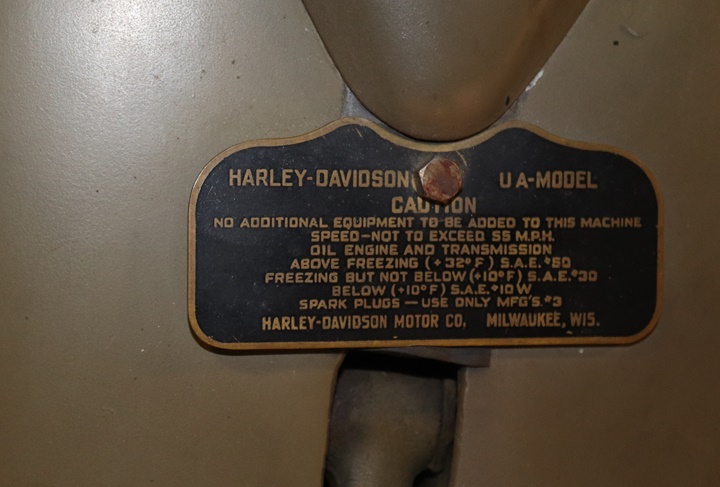 HARLEY-DAVIDSON UA-MODEL
CAUTION
NO ADDITIONAL EQUIPMENT TO BE ADDED TO THIS MACHINE
SPEED-NOT TO EXCEED 55 M.P.H.
OIL ENGINE AND TRANSMISSION
ABOVE FREEZING (+32°F) S.A.E.#50
FREEZING BUT NOT BELOW (+10°F) S.A.E.#30
BELOW (+10°F) S.A.E.#10 W
SPARK PLUGS — USE ONLY MFG'S. #3
HARLEY-DAVIDSON MOTOR CO. MILWAUKEE, WIS.